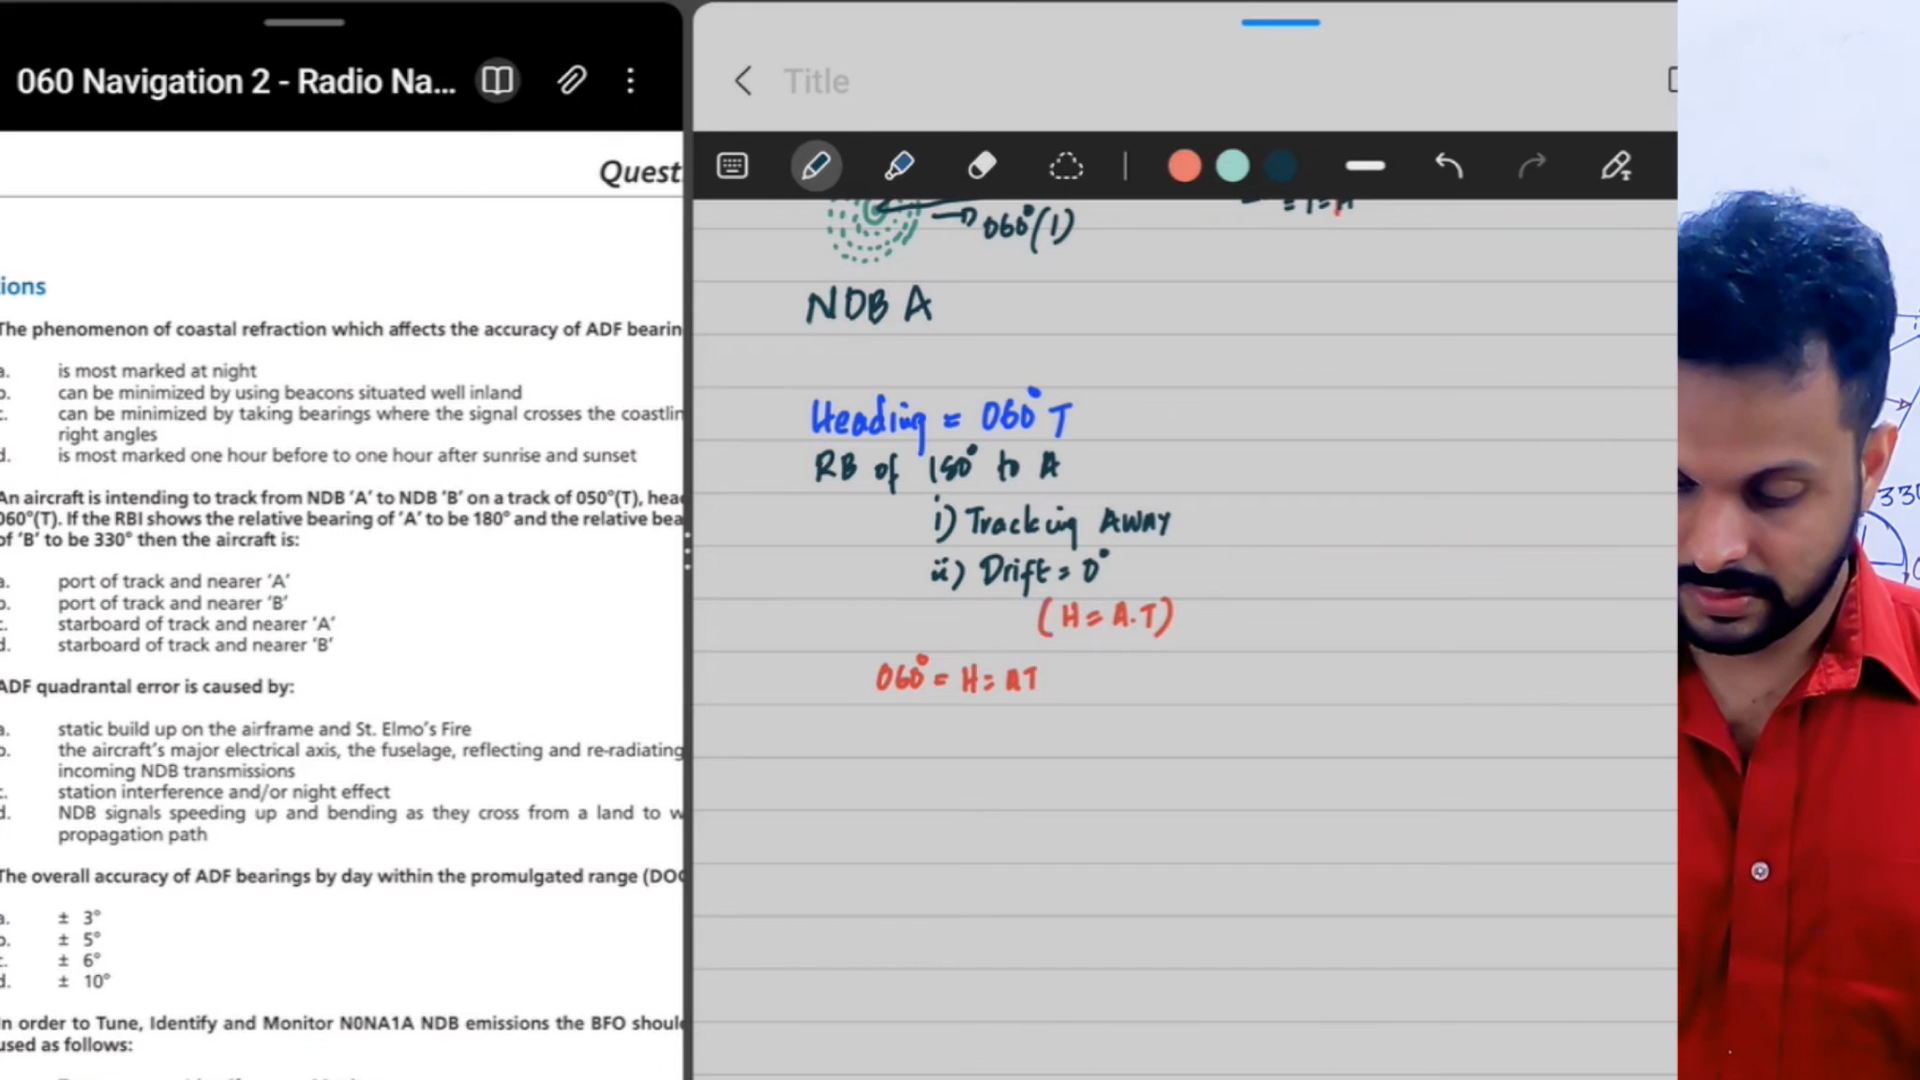 060 Navigation 2 - Radio Na...
Quest
ions
The phenomenon of coastal refraction which affects the accuracy of ADF bearin
a. is most marked at night
b. can be minimized by using beacons situated well inland
c. can be minimized by taking bearings where the signal crosses the coastlin
right angles
d. is most marked one hour before to one hour after sunrise and sunset
An aircraft is intending to track from NDB 'A' to NDB 'B' on a track of 050°(T), head
060°(T). If the RBI shows the relative bearing of 'A' to be 180° and the relative bea
of 'B' to be 330° then the aircraft is:
a. port of track and nearer 'A'
b. port of track and nearer 'B'
c. starboard of track and nearer 'A'
d. starboard of track and nearer 'B'
ADF quadrantal error is caused by:
a. static build up on the airframe and St. Elmo's Fire
b. the aircraft's major electrical axis, the fuselage, reflecting and re-radiating
incoming NDB transmissions
c. station interference and/or night effect
d. NDB signals speeding up and bending as they cross from a land to w
propagation path
The overall accuracy of ADF bearings by day within the promulgated range (DOC
a. ± 3°
b. ± 5°
c. ± 6°
d. ± 10°
In order to Tune, Identify and Monitor N0NA1A NDB emissions the BFO shoul
used as follows:
Title
060°(T)
NDB A
Heading = 060° T
RB of 180° to A
i) Tracking AWAY
ii) Drift = 0°
(H = A.T)
060° = H = AT
330